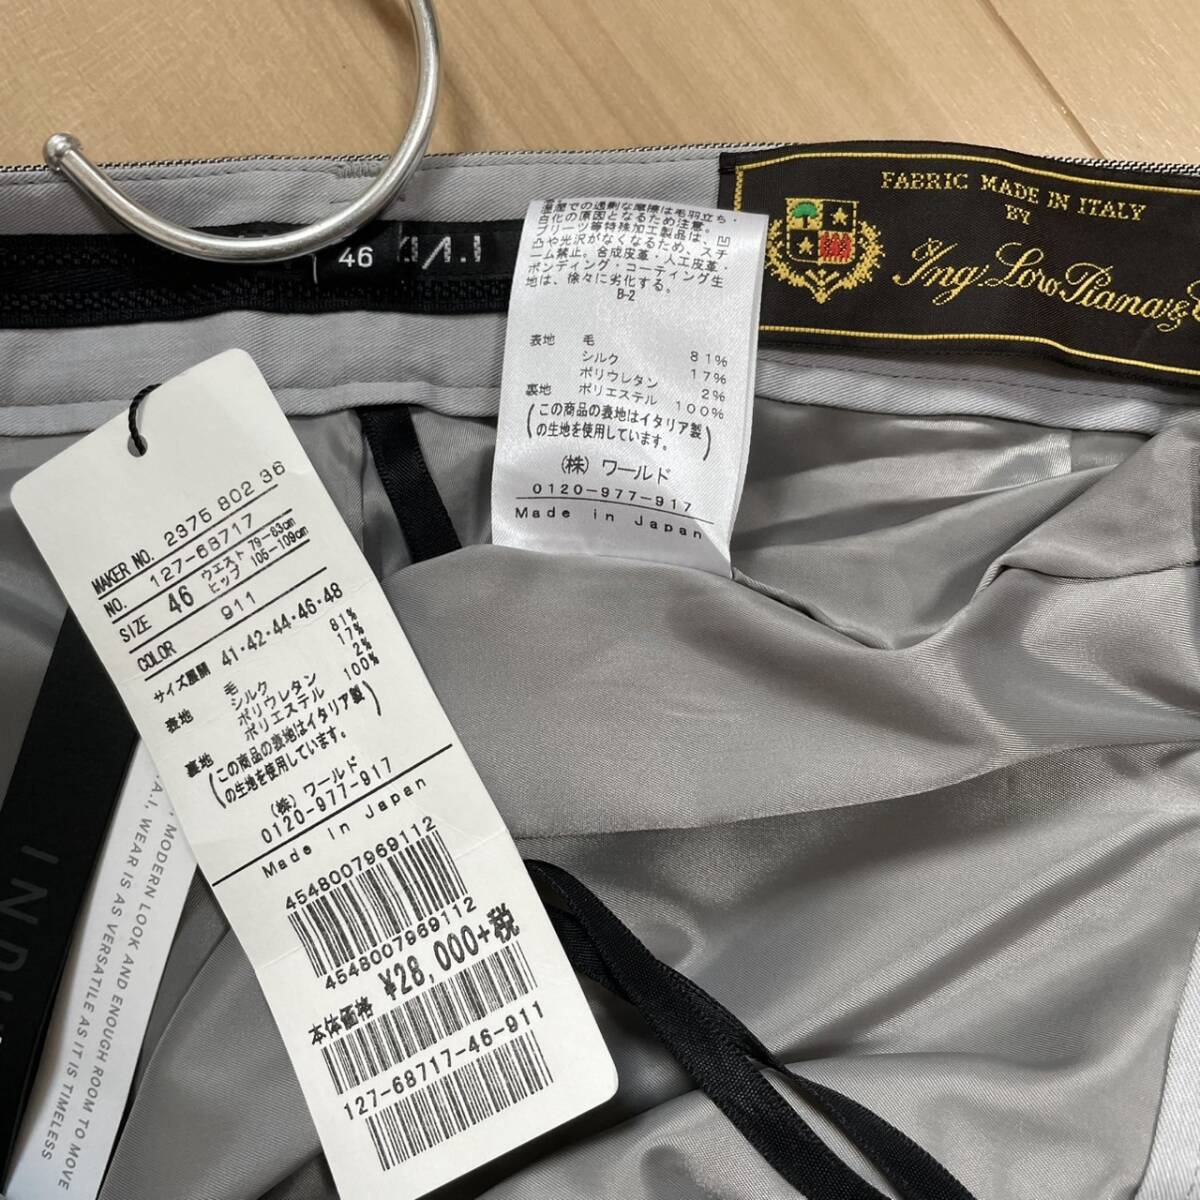 FABRIC MADE IN ITALY
BY
Ing Loro Piana &
46
湿潤での過剰な摩擦は毛羽立ち・
白化の原因となるため注意。
プリーツ等特殊加工製品は、凹
凸や光沢がなくなるため、スチ
ーム禁止。合成皮革・人工皮革・
ボンディング・コーティング生
地は、徐々に劣化する。
B-2
表地 毛 81%
シルク 17%
ポリウレタン 2%
裏地 ポリエステル 100%
(この商品の表地はイタリア製
の生地を使用しています。)
(株) ワールド
0120-977-917
Made in Japan
MAKER NO. 2375 802 36
NO. 127-68717
SIZE 46 ウエスト 79-83cm
ヒップ 105-109cm
COLOR 911
サイズ展開 41・42・44・46・48
表地 毛 81%
シルク 17%
ポリウレタン 2%
裏地 ポリエステル 100%
(この商品の表地はイタリア製
の生地を使用しています。)
(株) ワールド
0120-977-917
Made in Japan
4548007969112
4548007969112
本体価格 ¥28,000+税
127-68717-46-911
.A.I," MODERN LOOK AND ENOUGH ROOM TO MOVE
A.I, WEAR IS AS VERSATILE AS IT IS TIMELESS